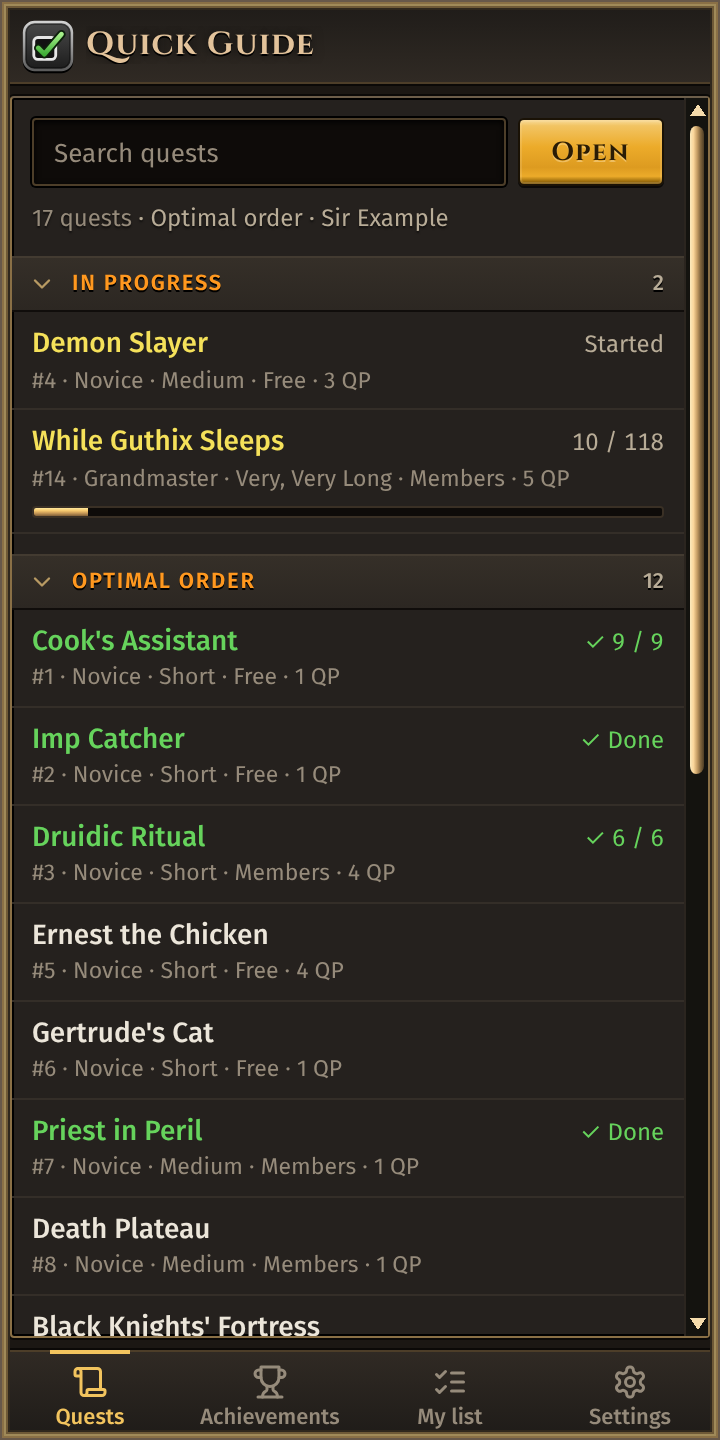 Quick Guide
Search quests
Open
17 quests · Optimal order · Sir Example
IN PROGRESS 2
Demon Slayer Started
#4 · Novice · Medium · Free · 3 QP
While Guthix Sleeps 10 / 118
#14 · Grandmaster · Very, Very Long · Members · 5 QP
OPTIMAL ORDER 12
Cook's Assistant ✓ 9 / 9
#1 · Novice · Short · Free · 1 QP
Imp Catcher ✓ Done
#2 · Novice · Short · Free · 1 QP
Druidic Ritual ✓ 6 / 6
#3 · Novice · Short · Members · 4 QP
Ernest the Chicken
#5 · Novice · Short · Free · 4 QP
Gertrude's Cat
#6 · Novice · Short · Free · 1 QP
Priest in Peril ✓ Done
#7 · Novice · Medium · Members · 1 QP
Death Plateau
#8 · Novice · Medium · Members · 1 QP
Black Knights' Fortress
Quests Achievements My list Settings